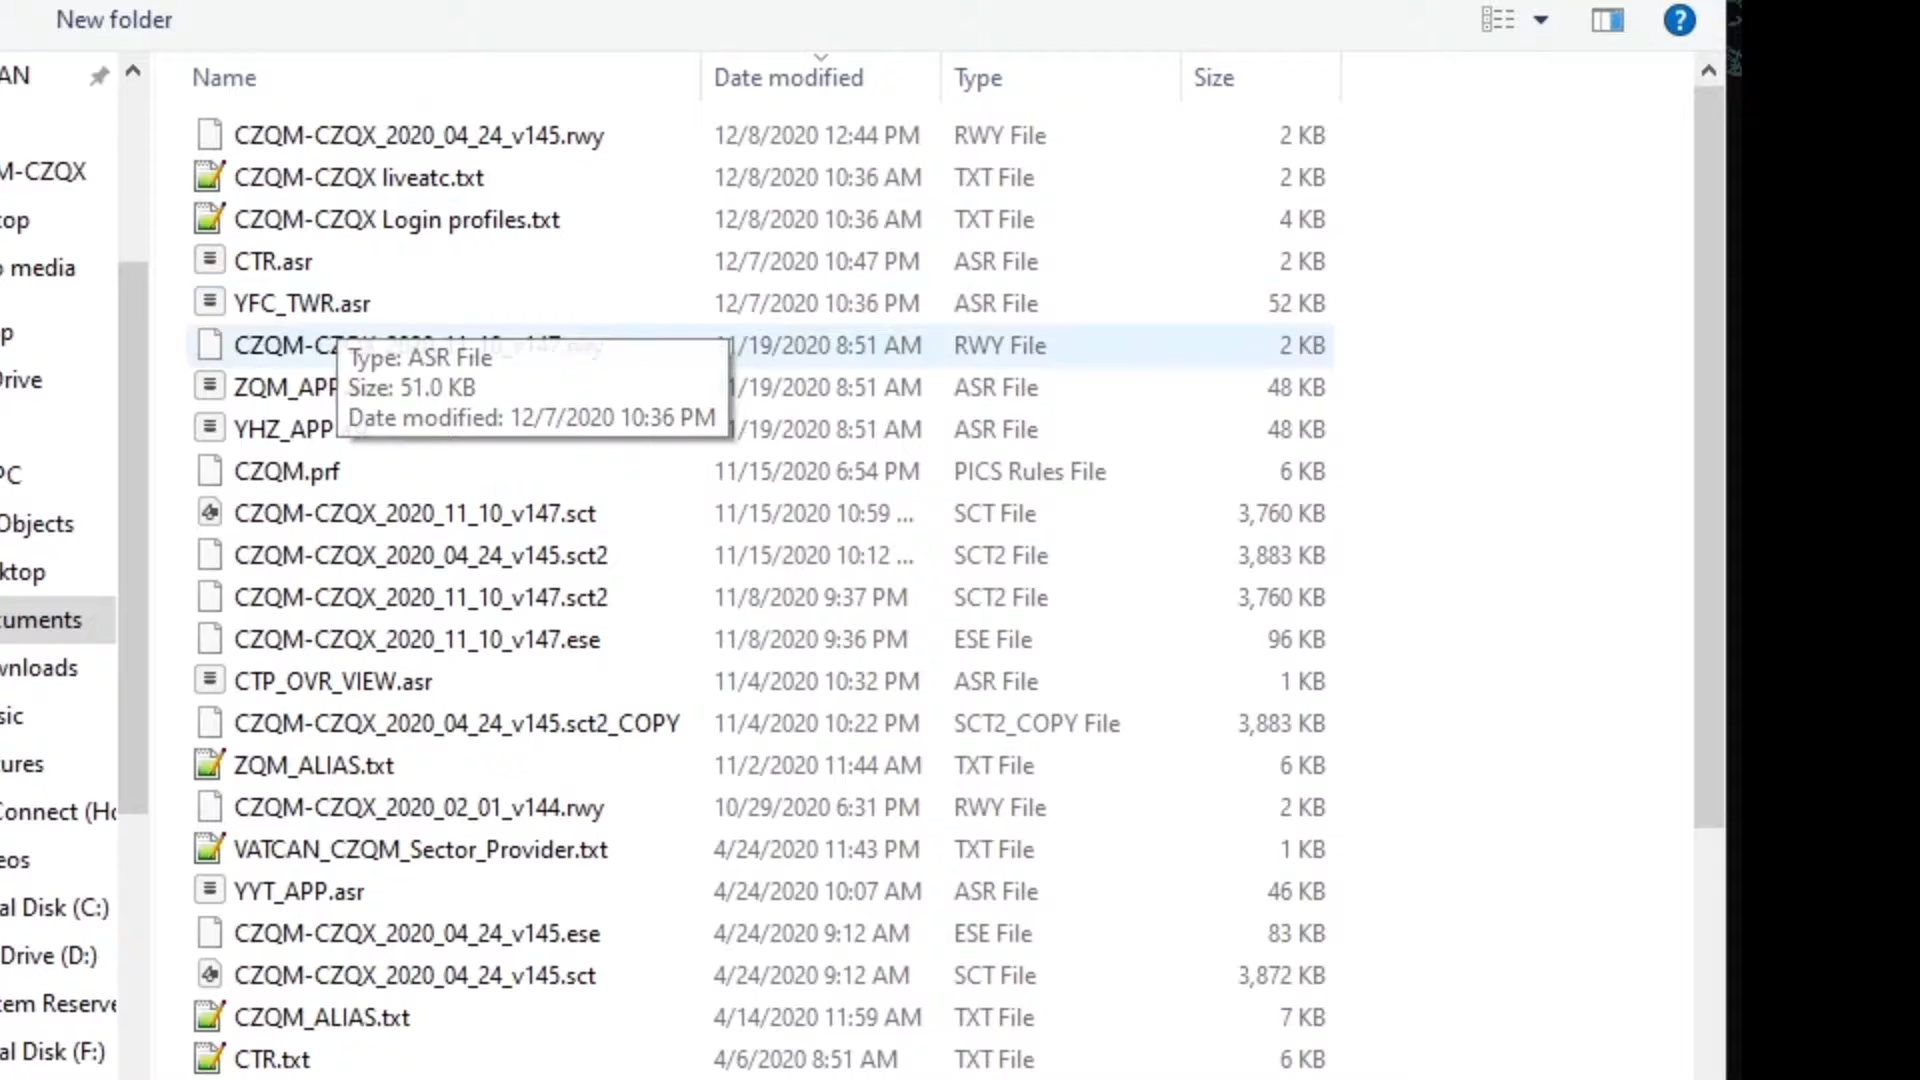 New folder
?
AN
M-CZQX
top
o media
p
Drive
PC
Objects
ktop
cuments
wnloads
sic
tures
Connect (Ho
eos
al Disk (C:)
Drive (D:)
tem Reserve
al Disk (F:)
Name Date modified Type Size
CZQM-CZQX_2020_04_24_v145.rwy 12/8/2020 12:44 PM RWY File 2 KB
CZQM-CZQX liveatc.txt 12/8/2020 10:36 AM TXT File 2 KB
CZQM-CZQX Login profiles.txt 12/8/2020 10:36 AM TXT File 4 KB
CTR.asr 12/7/2020 10:47 PM ASR File 2 KB
YFC_TWR.asr 12/7/2020 10:36 PM ASR File 52 KB
CZQM-CZQX_2020_11_10_v147.rwy 11/19/2020 8:51 AM RWY File 2 KB
Type: ASR File
Size: 51.0 KB
Date modified: 12/7/2020 10:36 PM
ZQM_APP 1/19/2020 8:51 AM ASR File 48 KB
YHZ_APP 1/19/2020 8:51 AM ASR File 48 KB
CZQM.prf 11/15/2020 6:54 PM PICS Rules File 6 KB
CZQM-CZQX_2020_11_10_v147.sct 11/15/2020 10:59 ... SCT File 3,760 KB
CZQM-CZQX_2020_04_24_v145.sct2 11/15/2020 10:12 ... SCT2 File 3,883 KB
CZQM-CZQX_2020_11_10_v147.sct2 11/8/2020 9:37 PM SCT2 File 3,760 KB
CZQM-CZQX_2020_11_10_v147.ese 11/8/2020 9:36 PM ESE File 96 KB
CTP_OVR_VIEW.asr 11/4/2020 10:32 PM ASR File 1 KB
CZQM-CZQX_2020_04_24_v145.sct2_COPY 11/4/2020 10:22 PM SCT2_COPY File 3,883 KB
ZQM_ALIAS.txt 11/2/2020 11:44 AM TXT File 6 KB
CZQM-CZQX_2020_02_01_v144.rwy 10/29/2020 6:31 PM RWY File 2 KB
VATCAN_CZQM_Sector_Provider.txt 4/24/2020 11:43 PM TXT File 1 KB
YYT_APP.asr 4/24/2020 10:07 AM ASR File 46 KB
CZQM-CZQX_2020_04_24_v145.ese 4/24/2020 9:12 AM ESE File 83 KB
CZQM-CZQX_2020_04_24_v145.sct 4/24/2020 9:12 AM SCT File 3,872 KB
CZQM_ALIAS.txt 4/14/2020 11:59 AM TXT File 7 KB
CTR.txt 4/6/2020 8:51 AM TXT File 6 KB